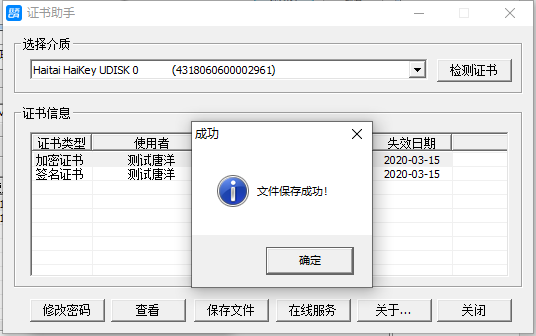 证书助手
选择介质
Haitai HaiKey UDISK 0 (4318060600002961)
检测证书
证书信息
证书类型 使用者 失效日期
加密证书 测试唐洋 2020-03-15
签名证书 测试唐洋 2020-03-15
成功
文件保存成功!
确定
修改密码 查看 保存文件 在线服务 关于... 关闭